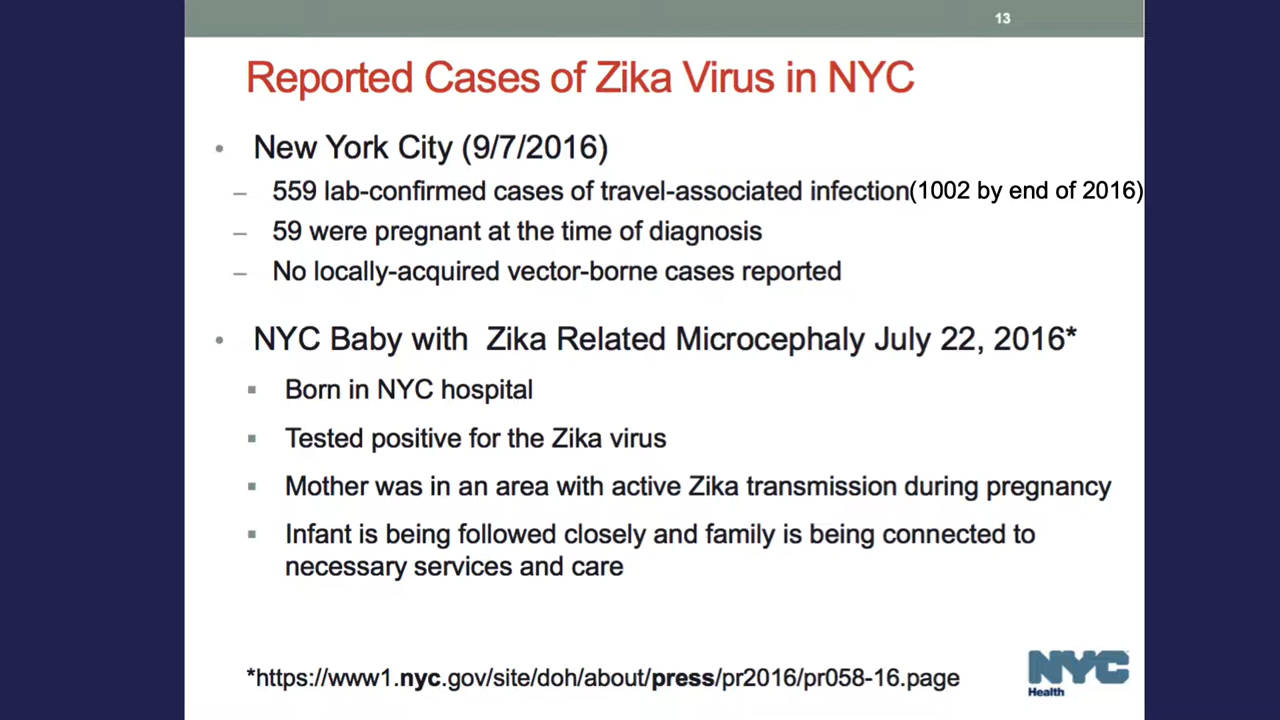 13
Reported Cases of Zika Virus in NYC
• New York City (9/7/2016)
– 559 lab-confirmed cases of travel-associated infection(1002 by end of 2016)
– 59 were pregnant at the time of diagnosis
– No locally-acquired vector-borne cases reported
• NYC Baby with Zika Related Microcephaly July 22, 2016*
▪ Born in NYC hospital
▪ Tested positive for the Zika virus
▪ Mother was in an area with active Zika transmission during pregnancy
▪ Infant is being followed closely and family is being connected to
necessary services and care
*https://www1.nyc.gov/site/doh/about/press/pr2016/pr058-16.page
NYC
Health